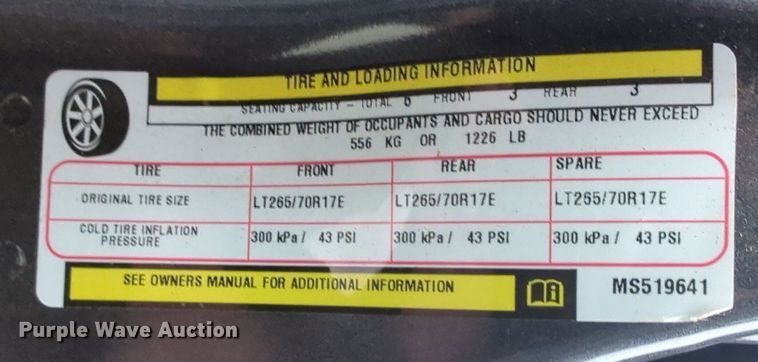 TIRE AND LOADING INFORMATION
SEATING CAPACITY - TOTAL 6 FRONT 3 REAR 3
THE COMBINED WEIGHT OF OCCUPANTS AND CARGO SHOULD NEVER EXCEED
556 KG OR 1226 LB
TIRE FRONT REAR SPARE
ORIGINAL TIRE SIZE LT265/70R17E LT265/70R17E LT265/70R17E
COLD TIRE INFLATION
PRESSURE 300 kPa / 43 PSI 300 kPa / 43 PSI 300 kPa / 43 PSI
SEE OWNERS MANUAL FOR ADDITIONAL INFORMATION MS519641
Purple Wave Auction